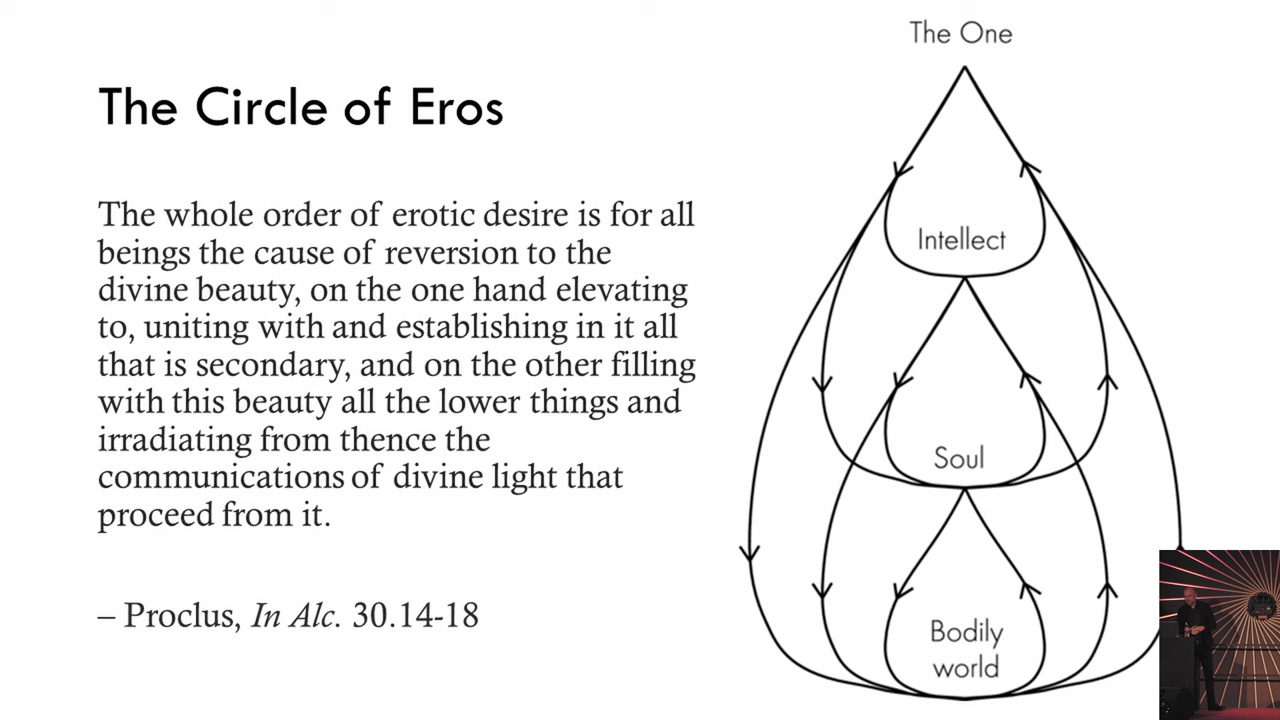 The Circle of Eros
The whole order of erotic desire is for all
beings the cause of reversion to the
divine beauty, on the one hand elevating
to, uniting with and establishing in it all
that is secondary, and on the other filling
with this beauty all the lower things and
irradiating from thence the
communications of divine light that
proceed from it.
– Proclus, In Alc. 30.14-18
The One
Intellect
Soul
Bodily
world